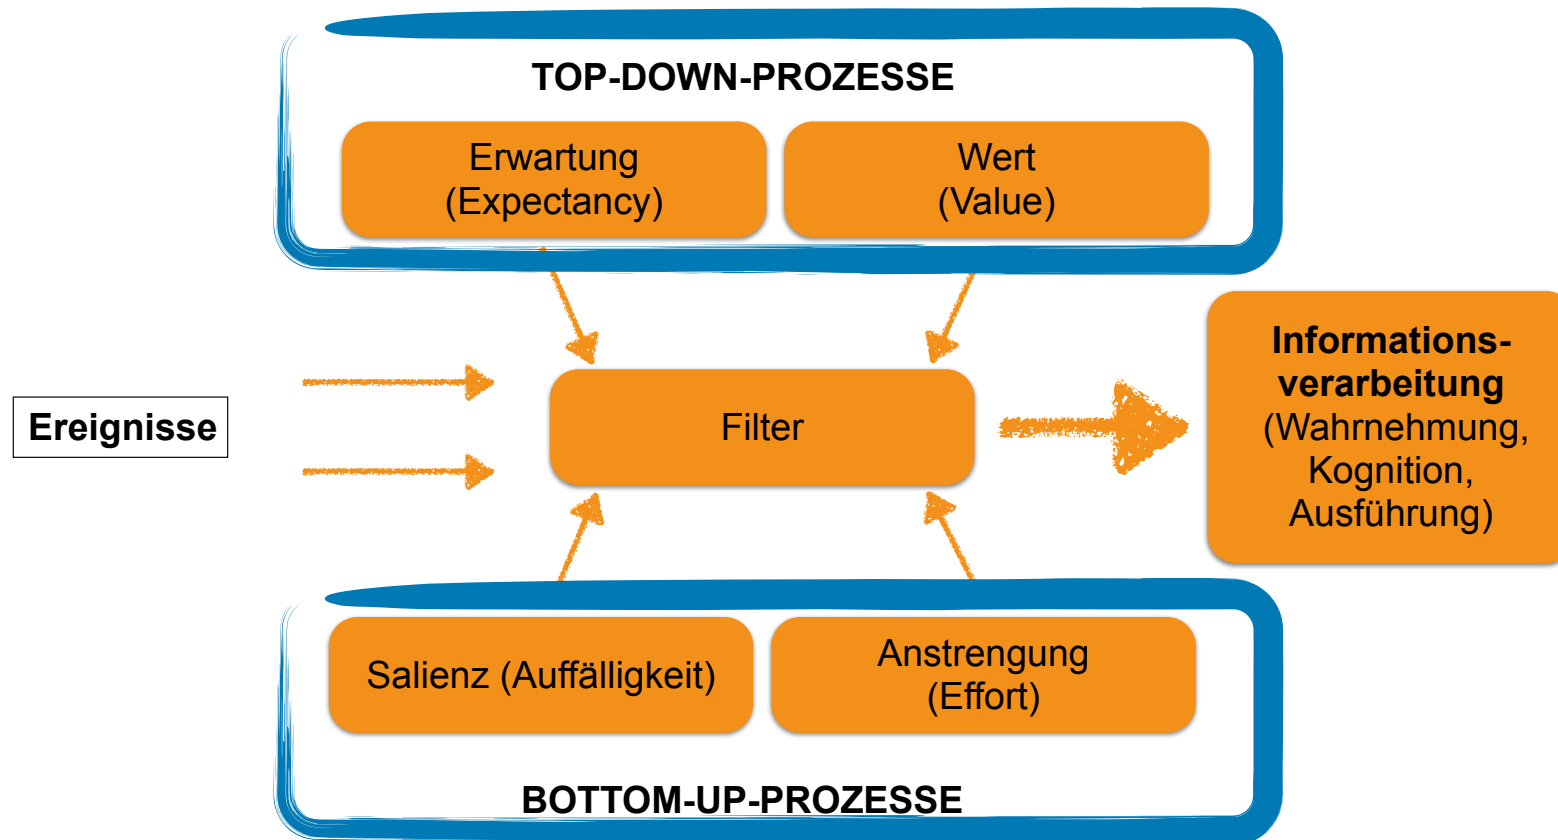 TOP-DOWN-PROZESSE
Erwartung
(Expectancy)
Wert
(Value)
Ereignisse
Filter
Informations-
verarbeitung
(Wahrnehmung,
Kognition,
Ausführung)
Salienz (Auffälligkeit)
Anstrengung
(Effort)
BOTTOM-UP-PROZESSE